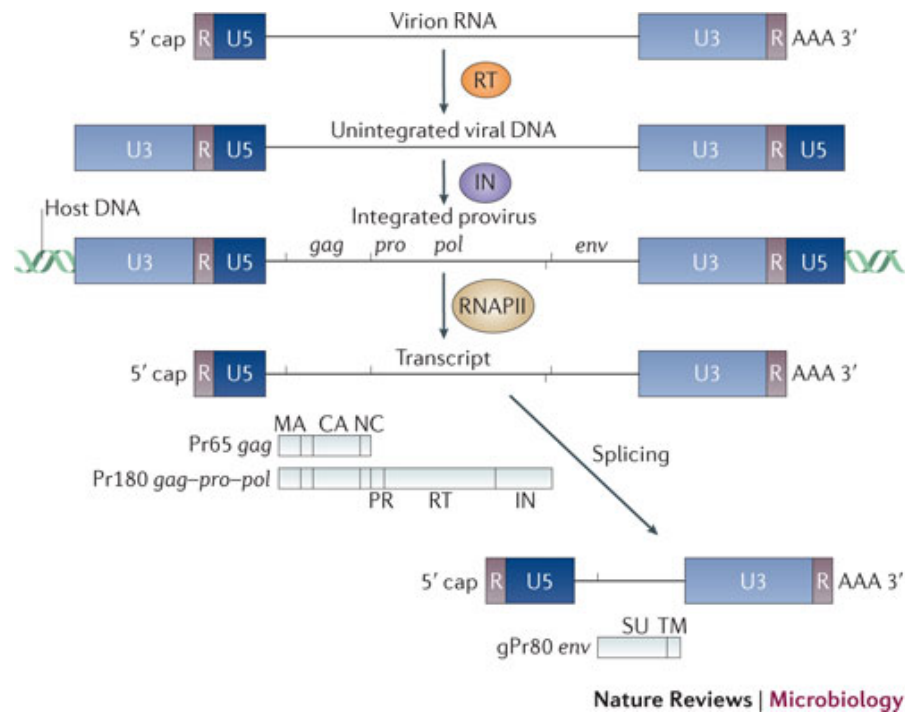 Virion RNA
5′ cap R U5 U3 R AAA 3′
RT
Unintegrated viral DNA
U3 R U5 U3 R U5
IN
Host DNA
Integrated provirus
gag pro pol env
U3 R U5 U3 R U5
RNAPII
Transcript
5′ cap R U5 U3 R AAA 3′
MA CA NC
Pr65 gag
Splicing
Pr180 gag–pro–pol
PR RT IN
5′ cap R U5 U3 R AAA 3′
SU TM
gPr80 env
Nature Reviews | Microbiology